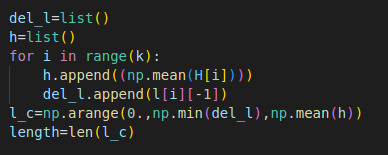 del_l=list()
h=list()
for i in range(k):
    h.append((np.mean(H[i])))
    del_l.append(l[i][-1])
l_c=np.arange(0.,np.min(del_l),np.mean(h))
length=len(l_c)